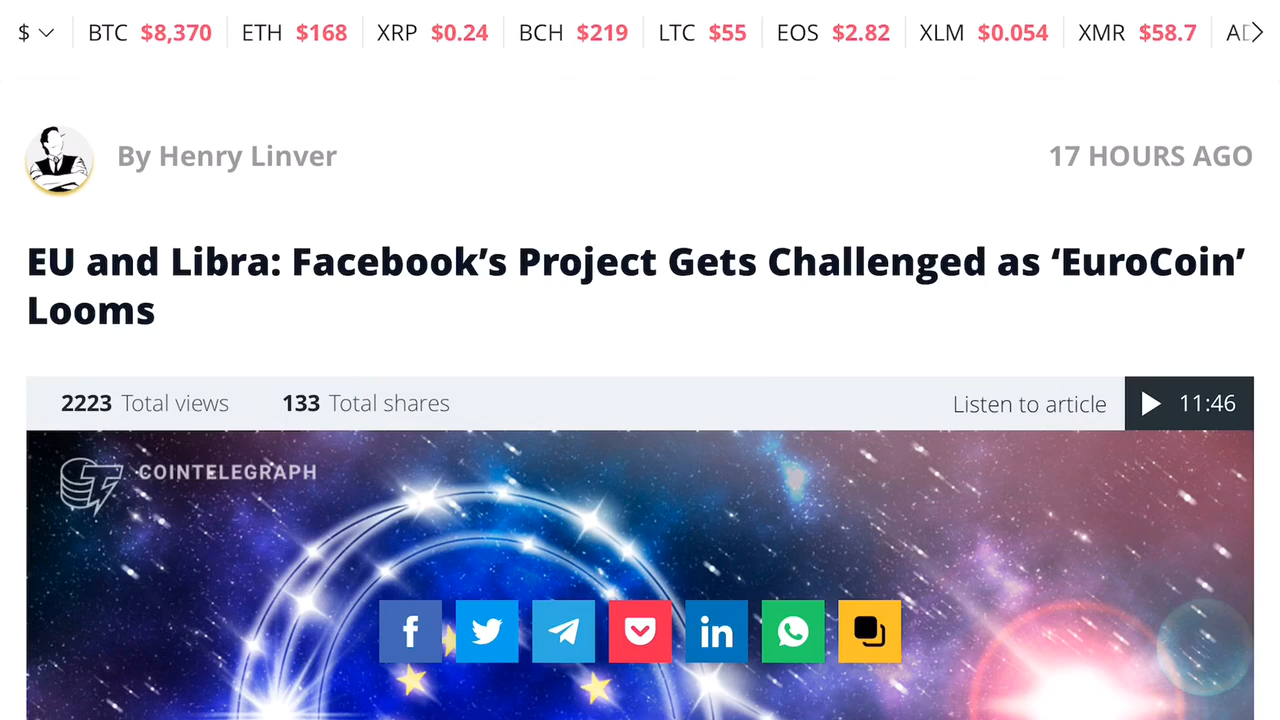 $ BTC $8,370 ETH $168 XRP $0.24 BCH $219 LTC $55 EOS $2.82 XLM $0.054 XMR $58.7
By Henry Linver 17 HOURS AGO
EU and Libra: Facebook’s Project Gets Challenged as ‘EuroCoin’
Looms
2223 Total views 133 Total shares Listen to article 11:46
COINTELEGRAPH